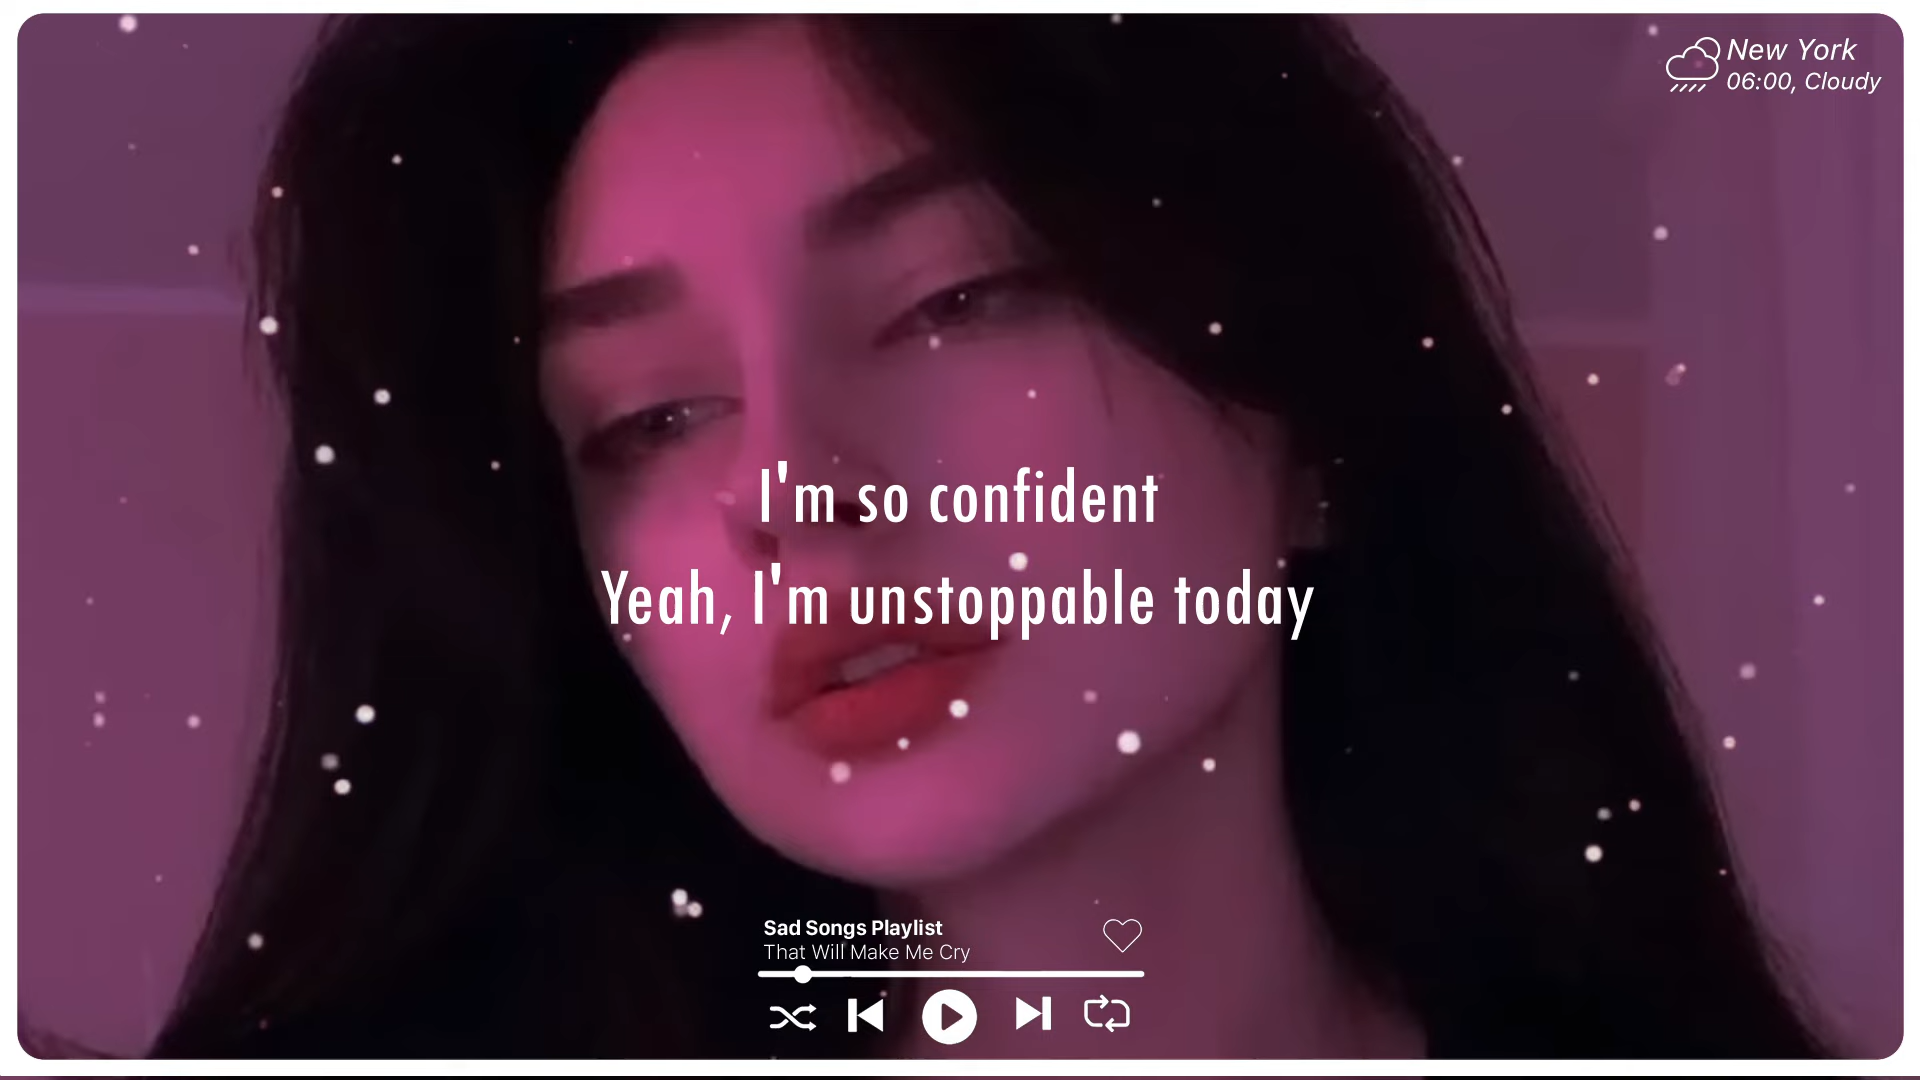 New York
06:00, Cloudy
I'm so confident
Yeah, I'm unstoppable today
Sad Songs Playlist
That Will Make Me Cry